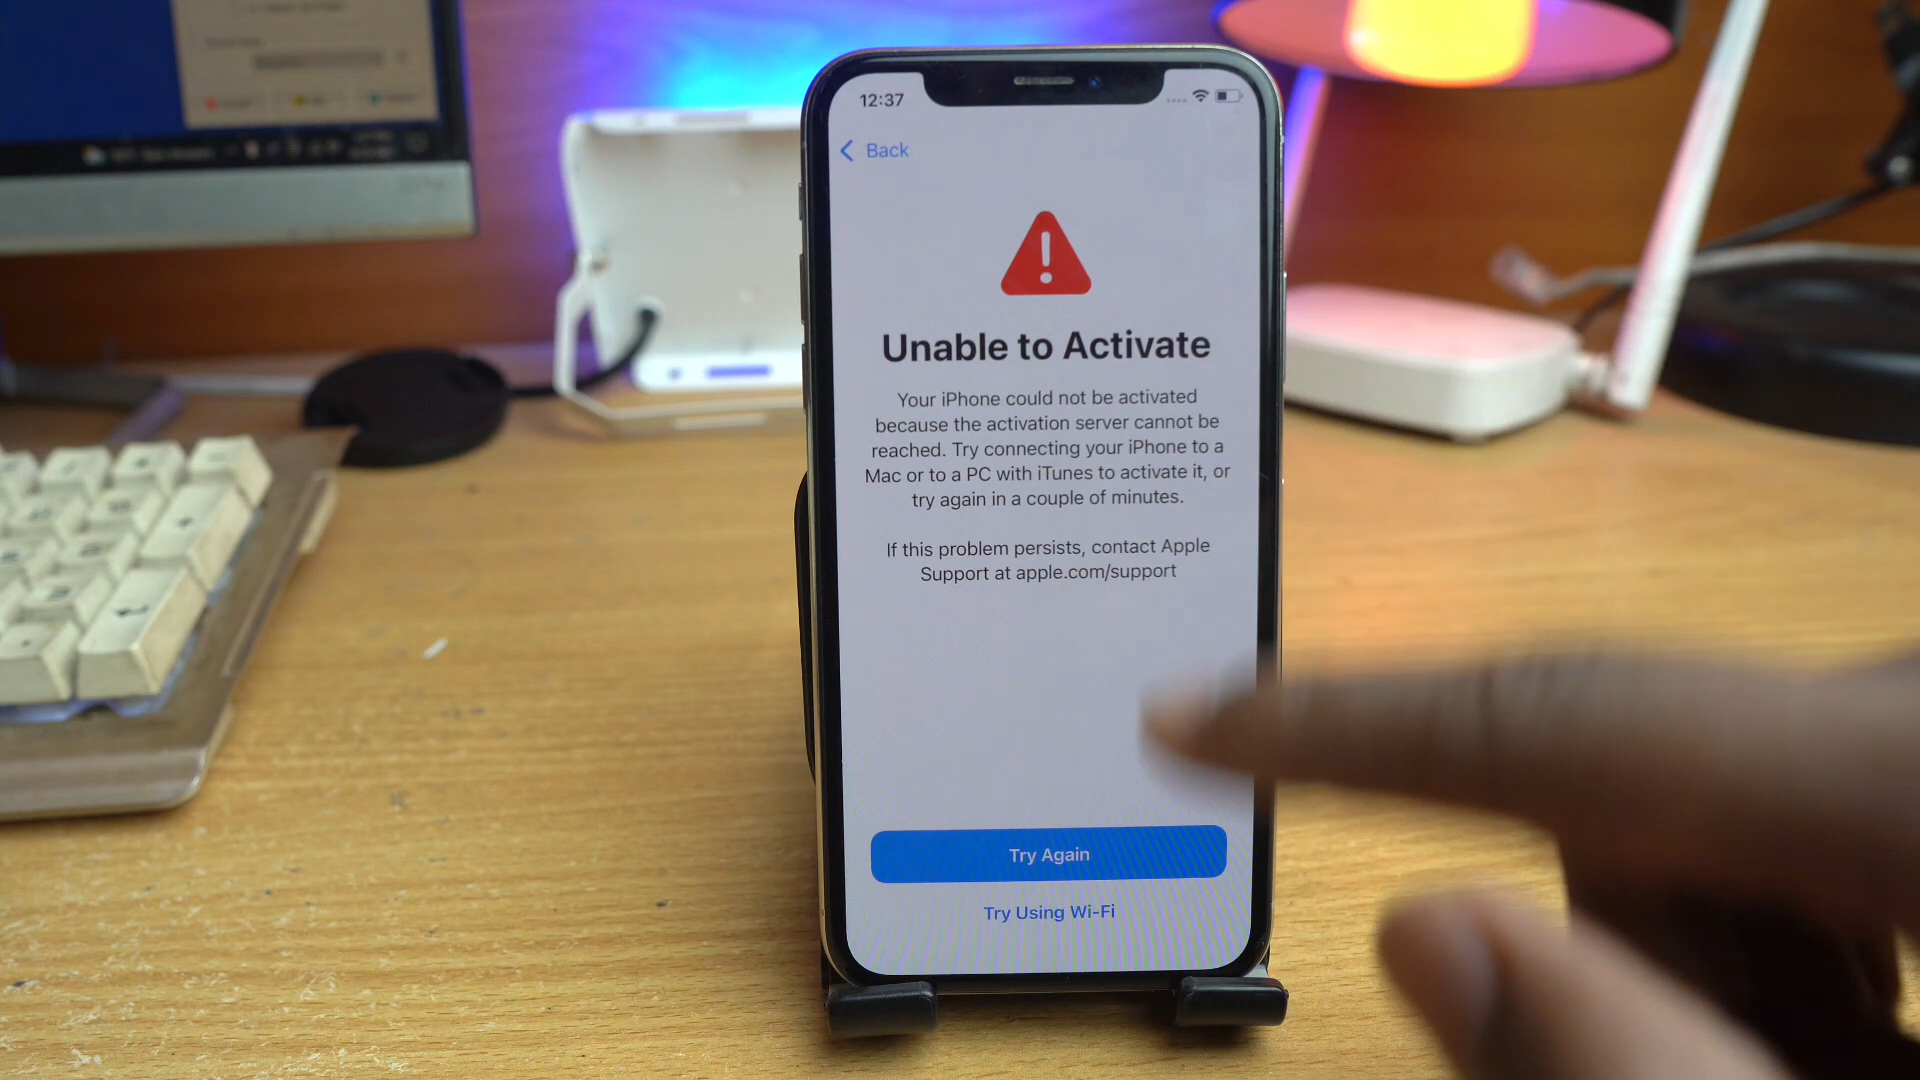 12:37
Back
Unable to Activate
Your iPhone could not be activated
because the activation server cannot be
reached. Try connecting your iPhone to a
Mac or to a PC with iTunes to activate it, or
try again in a couple of minutes.
If this problem persists, contact Apple
Support at apple.com/support
Try Again
Try Using Wi-Fi